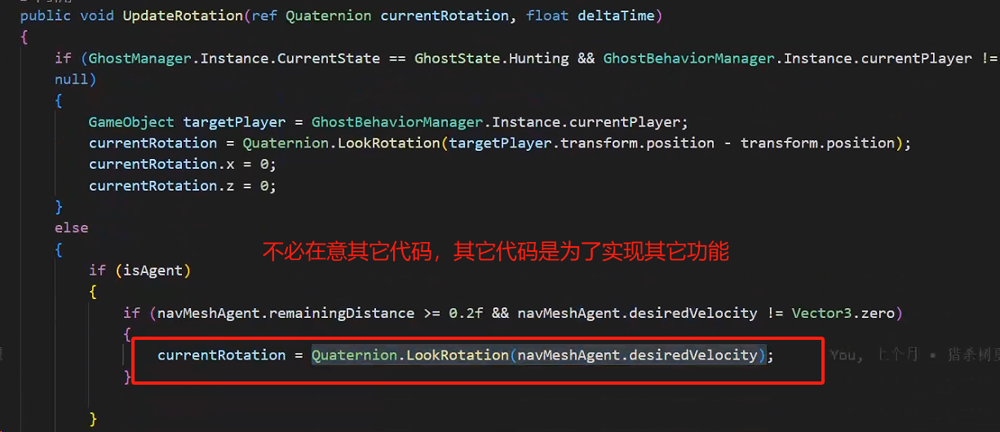 public void UpdateRotation(ref Quaternion currentRotation, float deltaTime)
{
if (GhostManager.Instance.CurrentState == GhostState.Hunting && GhostBehaviorManager.Instance.currentPlayer !=
null)
{
GameObject targetPlayer = GhostBehaviorManager.Instance.currentPlayer;
currentRotation = Quaternion.LookRotation(targetPlayer.transform.position - transform.position);
currentRotation.x = 0;
currentRotation.z = 0;
}
else
{
不必在意其它代码，其它代码是为了实现其它功能
if (isAgent)
{
if (navMeshAgent.remainingDistance >= 0.2f && navMeshAgent.desiredVelocity != Vector3.zero)
{
currentRotation = Quaternion.LookRotation(navMeshAgent.desiredVelocity); You, 上个月 • 猎杀树
}
}